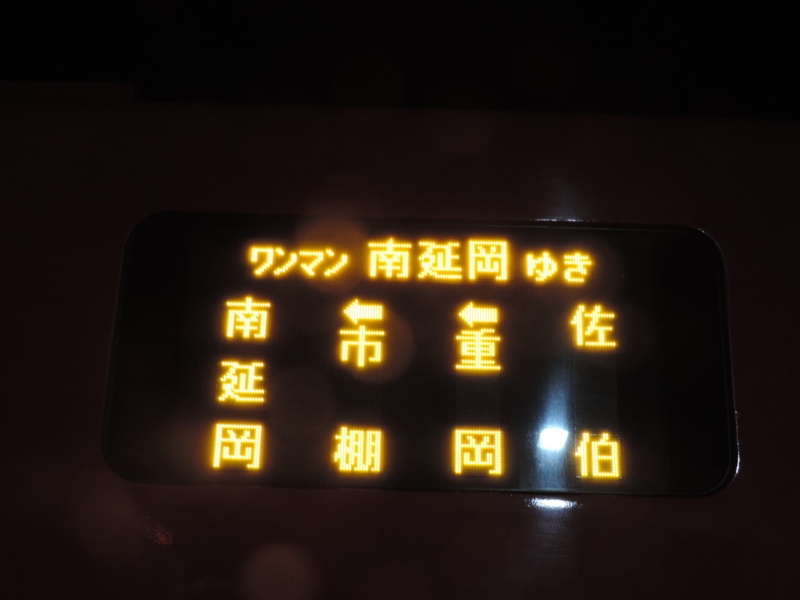 ワンマン 南延岡 ゆき
佐伯
←重岡
←市棚
南延岡